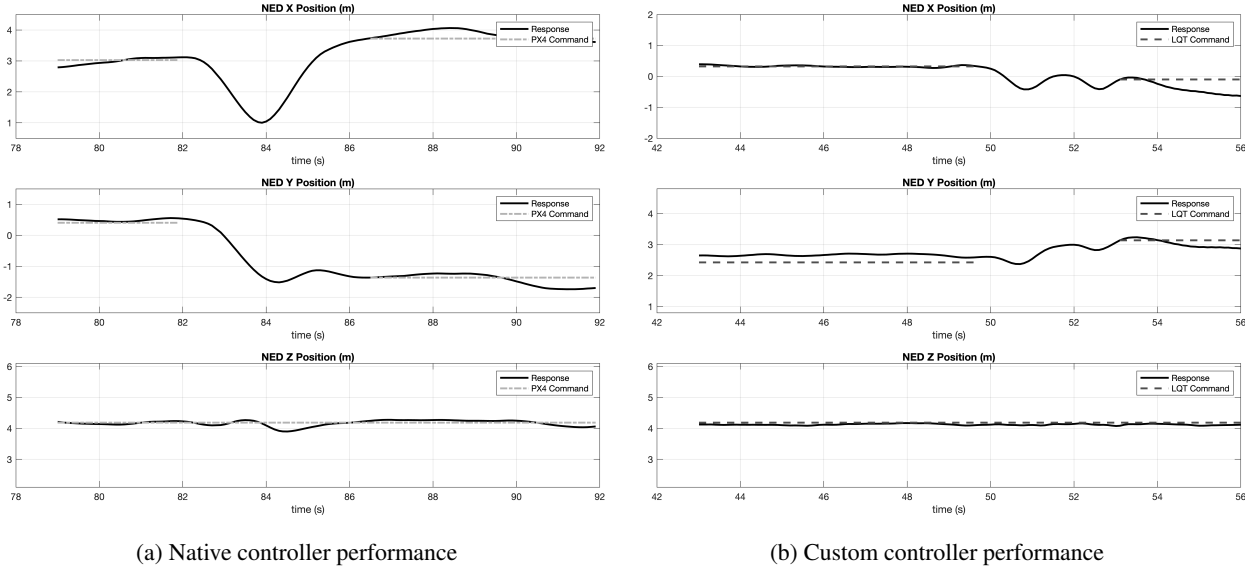 NED X Position (m)
4
3
2
1
Response
PX4 Command
78 80 82 84 86 88 90 92
time (s)
NED Y Position (m)
1
0
-1
-2
Response
PX4 Command
78 80 82 84 86 88 90 92
time (s)
NED Z Position (m)
6
5
4
3
Response
PX4 Command
78 80 82 84 86 88 90 92
time (s)
(a) Native controller performance
NED X Position (m)
2
1
0
-1
-2
Response
LQT Command
42 44 46 48 50 52 54 56
time (s)
NED Y Position (m)
4
3
2
1
Response
LQT Command
42 44 46 48 50 52 54 56
time (s)
NED Z Position (m)
6
5
4
3
Response
LQT Command
42 44 46 48 50 52 54 56
time (s)
(b) Custom controller performance